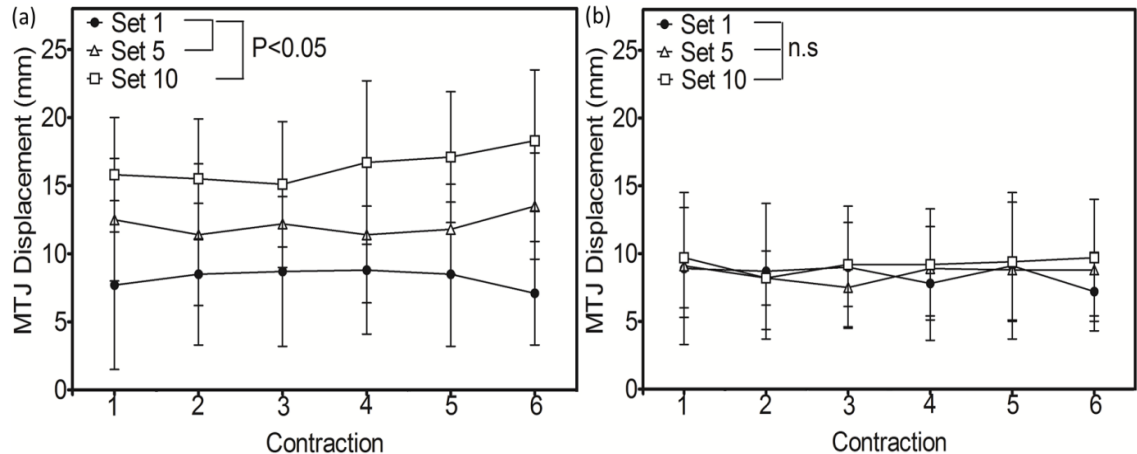 (a)
Set 1
Set 5
Set 10
P<0.05
MTJ Displacement (mm)
25
20
15
10
5
0
1 2 3 4 5 6
Contraction
(b)
Set 1
Set 5
Set 10
n.s
MTJ Displacement (mm)
25
20
15
10
5
0
1 2 3 4 5 6
Contraction